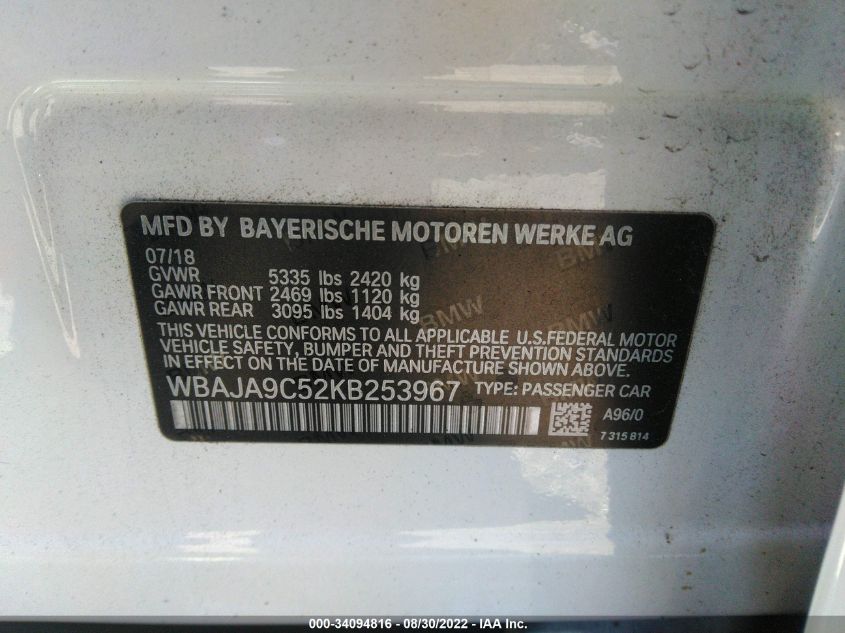 MFD BY BAYERISCHE MOTOREN WERKE AG
07/18
GVWR 5335 lbs 2420 kg
GAWR FRONT 2469 lbs 1120 kg
GAWR REAR 3095 lbs 1404 kg
THIS VEHICLE CONFORMS TO ALL APPLICABLE U.S.FEDERAL MOTOR
VEHICLE SAFETY, BUMPER AND THEFT PREVENTION STANDARDS
IN EFFECT ON THE DATE OF MANUFACTURE SHOWN ABOVE.
WBAJA9C52KB253967 TYPE: PASSENGER CAR
A96/0
7 315 814
000-34094816 - 08/30/2022 - IAA Inc.